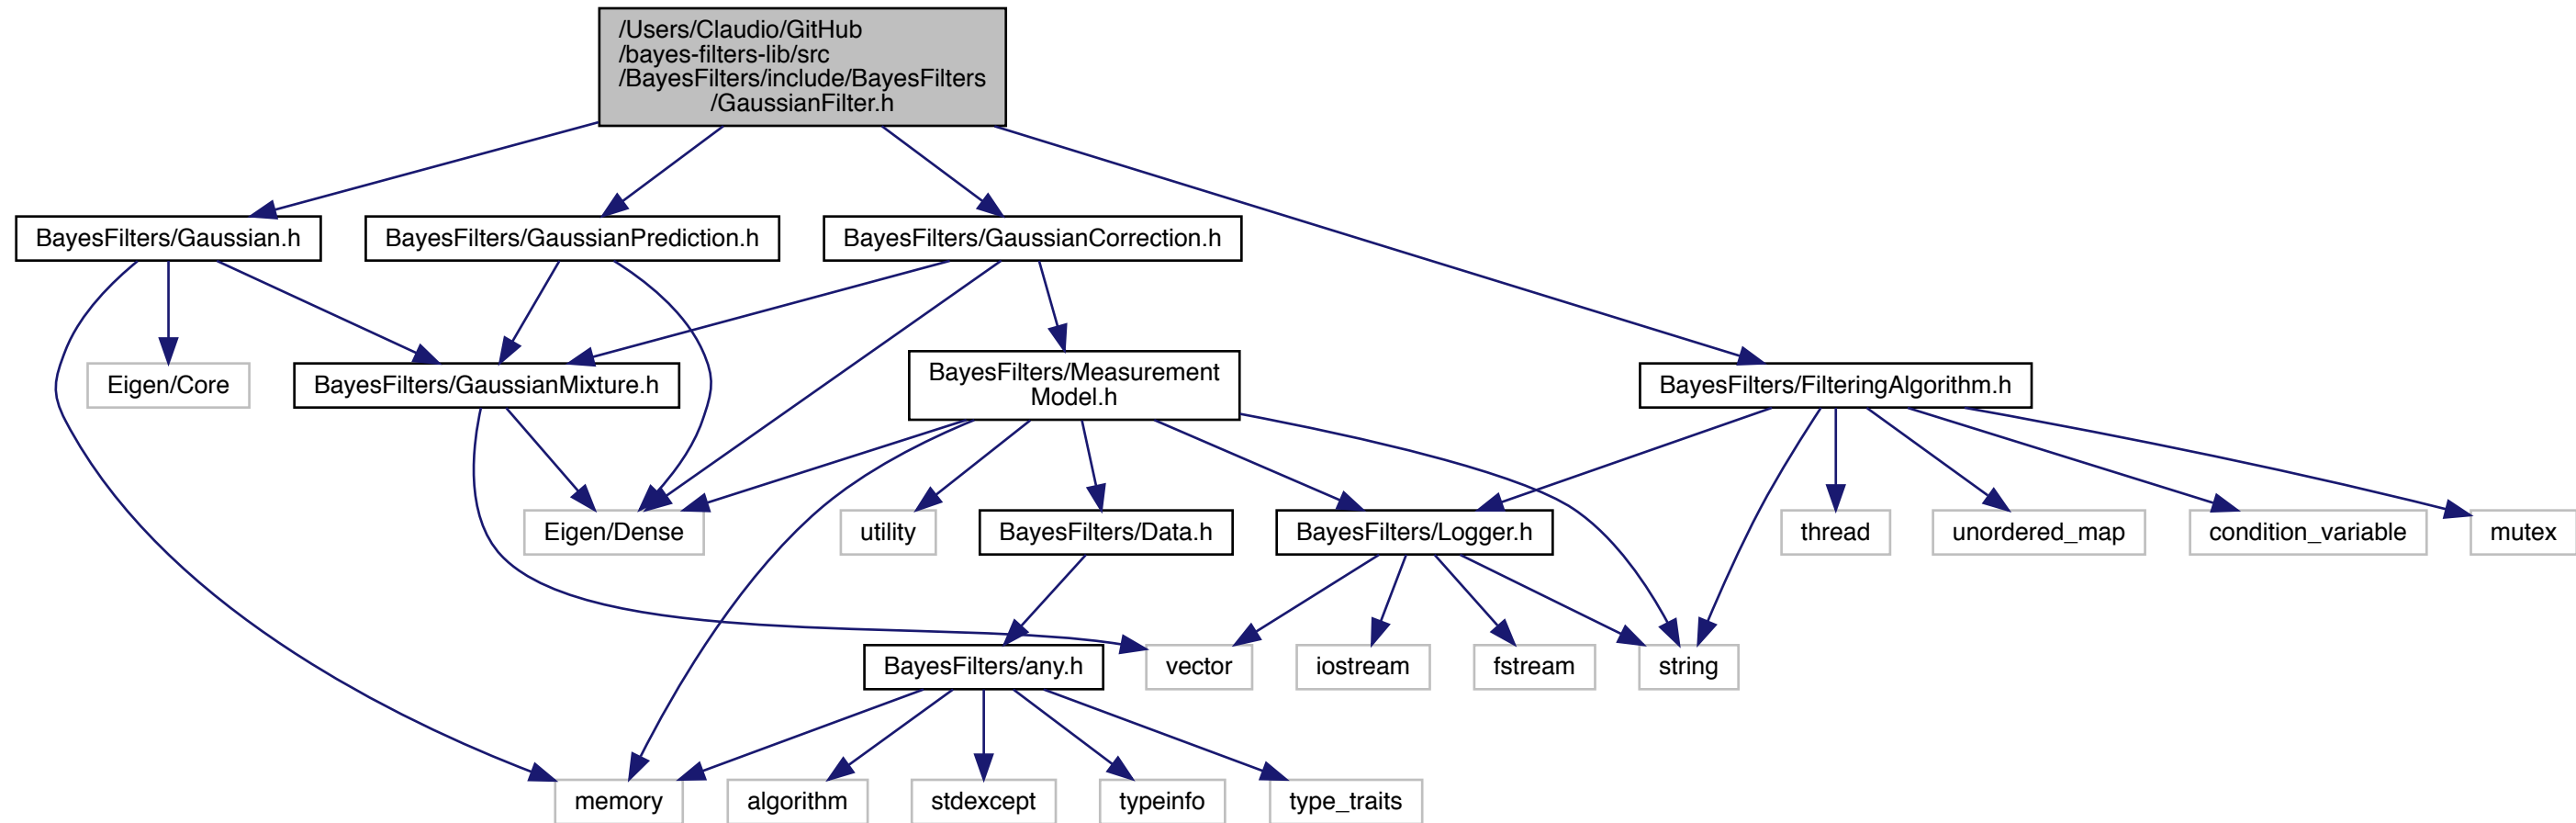 /Users/Claudio/GitHub
/bayes-filters-lib/src
/BayesFilters/include/BayesFilters
/GaussianFilter.h
BayesFilters/Gaussian.h
BayesFilters/GaussianPrediction.h
BayesFilters/GaussianCorrection.h
Eigen/Core
BayesFilters/GaussianMixture.h
BayesFilters/Measurement
Model.h
BayesFilters/FilteringAlgorithm.h
Eigen/Dense
utility
BayesFilters/Data.h
BayesFilters/Logger.h
thread
unordered_map
condition_variable
mutex
BayesFilters/any.h
vector
iostream
fstream
string
memory
algorithm
stdexcept
typeinfo
type_traits